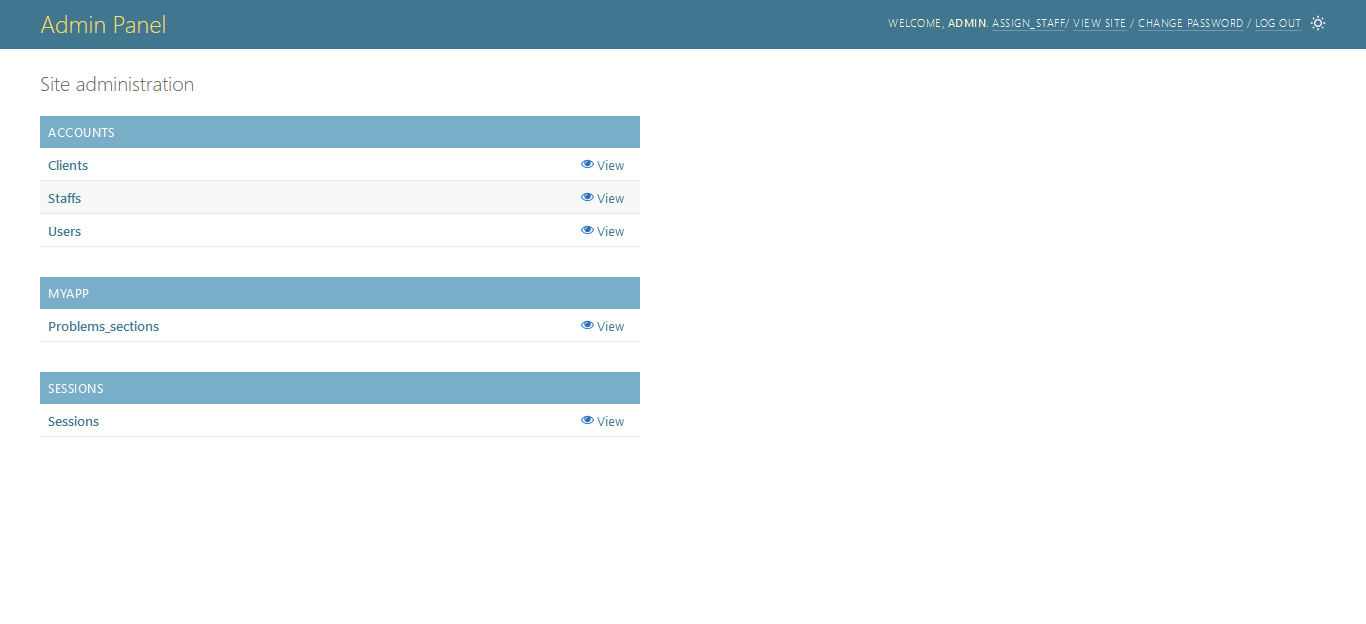 Admin Panel
WELCOME, ADMIN. ASSIGN_STAFF/ VIEW SITE / CHANGE PASSWORD / LOG OUT
Site administration
ACCOUNTS
Clients View
Staffs View
Users View
MYAPP
Problems_sections View
SESSIONS
Sessions View